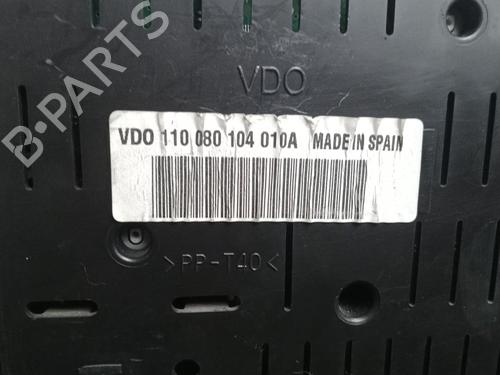 B-PARTS
VDO
VDO 110 080 104 010A MADE IN SPAIN
>PP-T40<